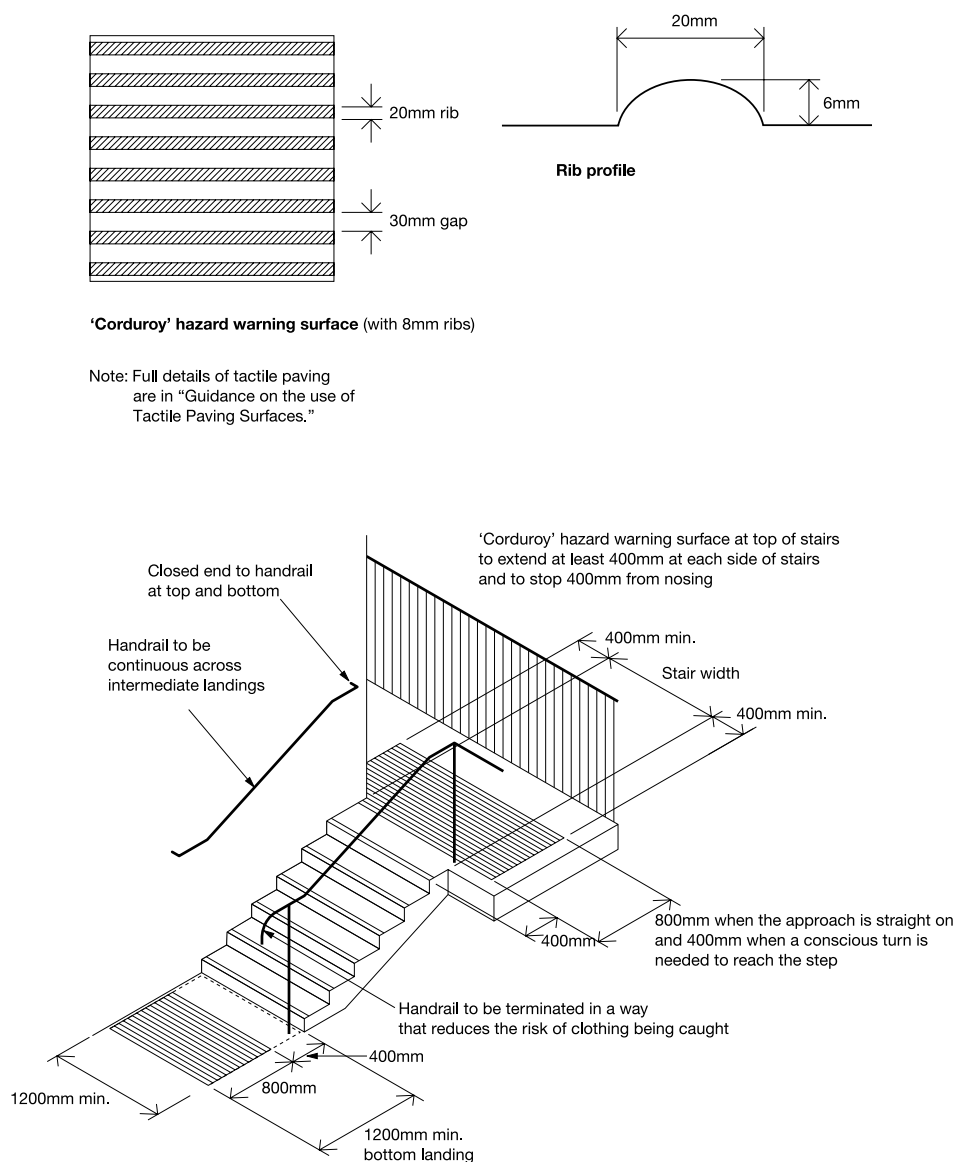 20mm
6mm
20mm rib
Rib profile
30mm gap
‘Corduroy’ hazard warning surface (with 8mm ribs)
Note: Full details of tactile paving
are in “Guidance on the use of
Tactile Paving Surfaces.”
‘Corduroy’ hazard warning surface at top of stairs
to extend at least 400mm at each side of stairs
and to stop 400mm from nosing
Closed end to handrail
at top and bottom
Handrail to be
continuous across
intermediate landings
400mm min.
Stair width
400mm min.
400mm
800mm when the approach is straight on
and 400mm when a conscious turn is
needed to reach the step
Handrail to be terminated in a way
that reduces the risk of clothing being caught
400mm
800mm
1200mm min.
1200mm min.
bottom landing